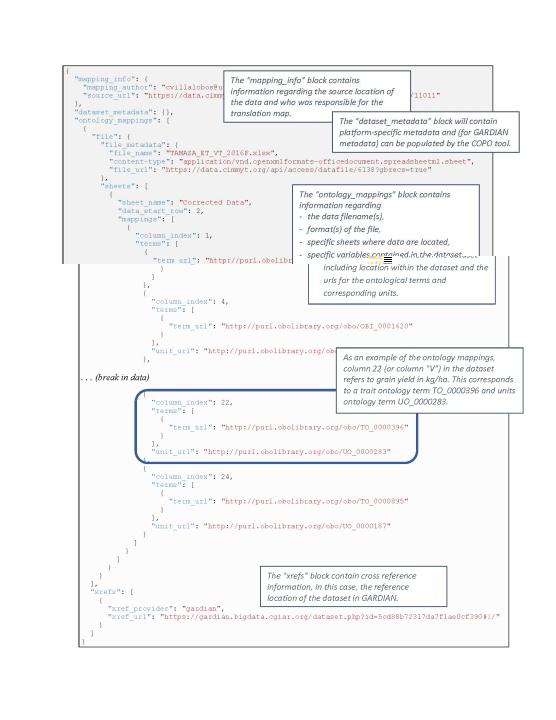 {
"mapping_info": {
"mapping_author": "cvillalobos@u
"source_url": "https://data.cimmy /11011"
},
"dataset_metadata": {},
"ontology_mappings": [
{
"file": {
"file_metadata": {
"file_name": "TAMASA_ET_VT_2016F.xlsx",
"content-type": "application/vnd.openxmlformats-officedocument.spreadsheetml.sheet",
"file_url": "https://data.cimmyt.org/api/access/datafile/6138?gbrecs=true"
},
"sheets": [
{
"sheet_name": "Corrected Data",
"data_start_row": 2,
"mappings": [
{
"column_index": 1,
"terms": [
{
"term_url": "http://purl.obolibr
}
],
},
{
"column_index": 4,
"terms": [
{
"term_url": "http://purl.obolibrary.org/obo/OBI_0001620"
}
],
"unit_url": "http://purl.obolibrary.org/obo
},
. . . (break in data)
{
"column_index": 22,
"terms": [
{
"term_url": "http://purl.obolibrary.org/obo/TO_0000396"
}
],
"unit_url": "http://purl.obolibrary.org/obo/UO_0000283"
},
{
"column_index": 24,
"terms": [
{
"term_url": "http://purl.obolibrary.org/obo/TO_0000895"
}
],
"unit_url": "http://purl.obolibrary.org/obo/UO_0000187"
}
]
}
]
}
}
],
"xrefs": [
{
"xref_provider": "gardian",
"xref_url": "https://gardian.bigdata.cgiar.org/dataset.php?id=5cd88b72317da7f1ae0cf390#!/"
}
]
}
The "mapping_info" block contains
information regarding the source location of
the data and who was responsible for the
translation map.
The "dataset_metadata" block will contain
platform-specific metadata and (for GARDIAN
metadata) can be populated by the COPO tool.
The "ontology_mappings" block contains
information regarding
- the data filename(s),
- format(s) of the file,
- specific sheets where data are located,
- specific variables contained in the dataset
including location within the dataset and the
urls for the ontological terms and
corresponding units.
As an example of the ontology mappings,
column 22 (or column "V") in the dataset
refers to grain yield in kg/ha. This corresponds
to a trait ontology term TO_0000396 and units
ontology term UO_0000283.
The "xrefs" block contain cross reference
information, in this case, the reference
location of the dataset in GARDIAN.